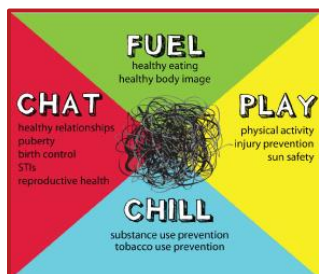 FUEL
healthy eating
healthy body image
CHAT
healthy relationships
puberty
birth control
STIs
reproductive health
PLAY
physical activity
injury prevention
sun safety
CHILL
substance use prevention
tobacco use prevention